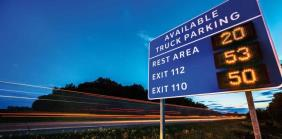 AVAILABLE
TRUCK PARKING
REST AREA 20
EXIT 112 53
EXIT 110 50